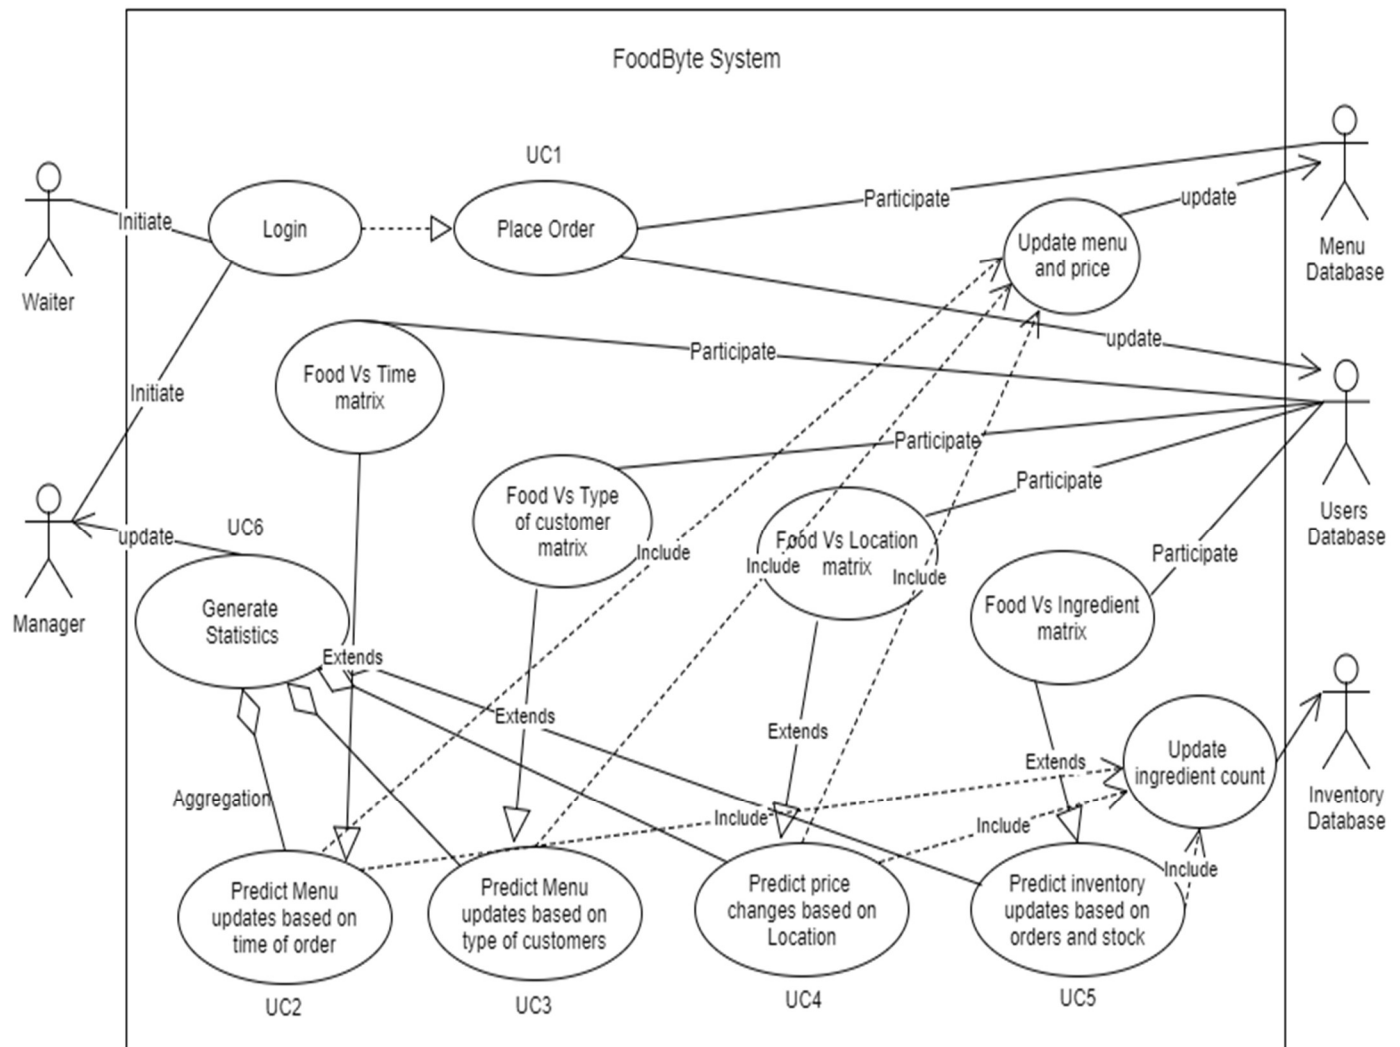 FoodByte System
UC1
Waiter
Initiate
Login
Place Order
Participate
Update menu
and price
update
Menu
Database
Food Vs Time
matrix
Participate
update
Initiate
Users
Database
Participate
Participate
Participate
Food Vs Type
of customer
matrix
Include
Food Vs Location
matrix
Include
Include
Food Vs Ingredient
matrix
Manager
update
UC6
Generate
Statistics
Extends
Extends
Extends
Extends
Update
ingredient count
Inventory
Database
Aggregation
Include
Include
Include
Predict Menu
updates based on
time of order
Predict Menu
updates based on
type of customers
Predict price
changes based on
Location
Predict inventory
updates based on
orders and stock
UC2
UC3
UC4
UC5